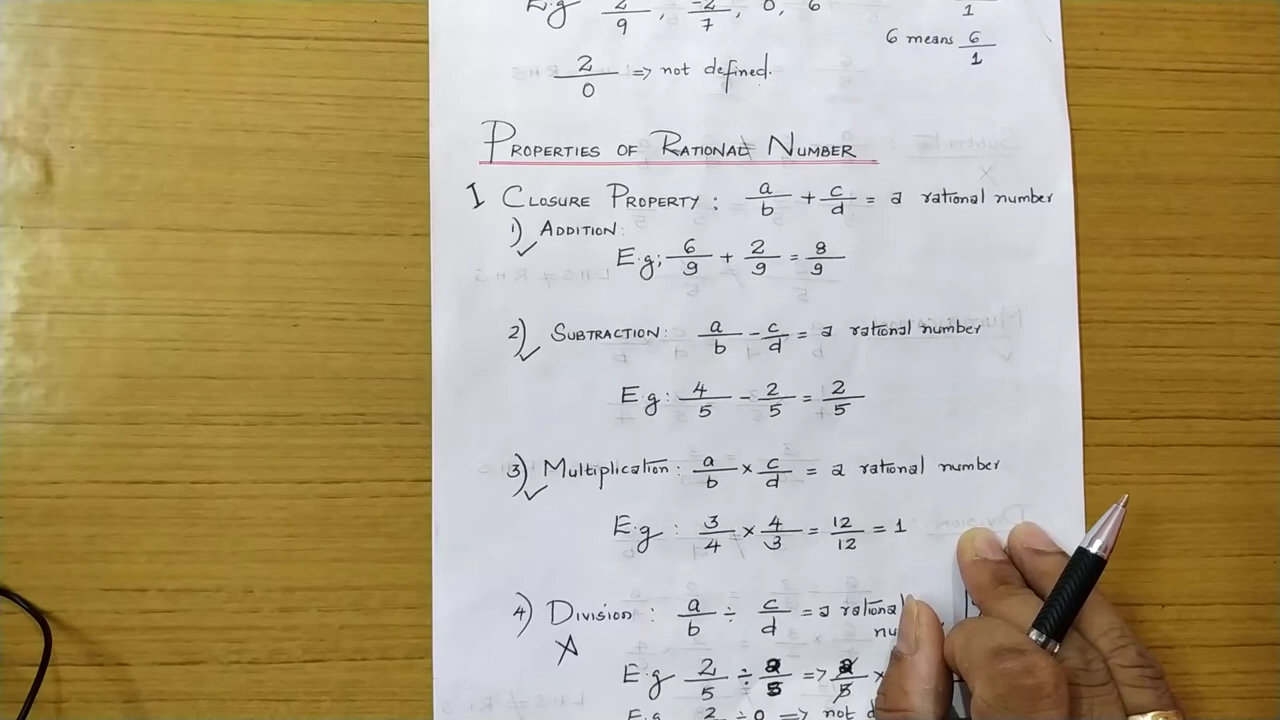 E.g 2/9, -2/7, 0, 6
1
6 means 6/1
2/0 => not defined.
PROPERTIES OF RATIONAL NUMBER
I CLOSURE PROPERTY: a/b + c/d = a rational number
1) ADDITION:
E.g; 6/9 + 2/9 = 8/9
2) SUBTRACTION: a/b - c/d = a rational number
E.g: 4/5 - 2/5 = 2/5
3) Multiplication: a/b × c/d = a rational number
E.g: 3/4 × 4/3 = 12/12 = 1
4) DIVISION: a/b ÷ c/d = a rational
E.g 2/5 ÷ =>
E.g 2 ÷ 0 => not